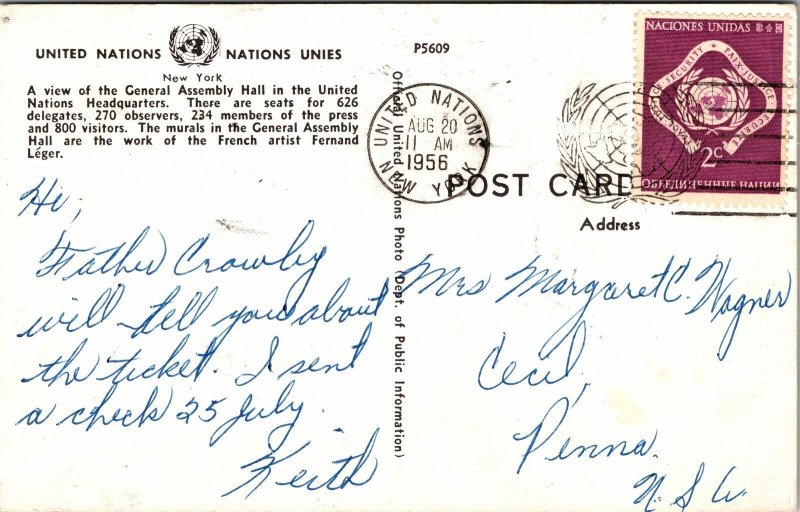 UNITED NATIONS NATIONS UNIES
New York
A view of the General Assembly Hall in the United
Nations Headquarters. There are seats for 626
delegates, 270 observers, 234 members of the press
and 800 visitors. The murals in the General Assembly
Hall are the work of the French artist Fernand
Léger.
P5609
Official United Nations Photo (Dept. of Public Information)
UNITED NATIONS
AUG 20
11 AM
1956
NEW YORK
NACIONES UNIDAS
2c
ОБЪЕДИНЕННЫЕ НАЦИИ
POST CARD
Address
Hi,
Father Crowley
will tell you about
the ticket. I sent
a check 25 July.
Keith
Mrs Margaret C. Wagner
Cecil,
Penna.
U.S.A.